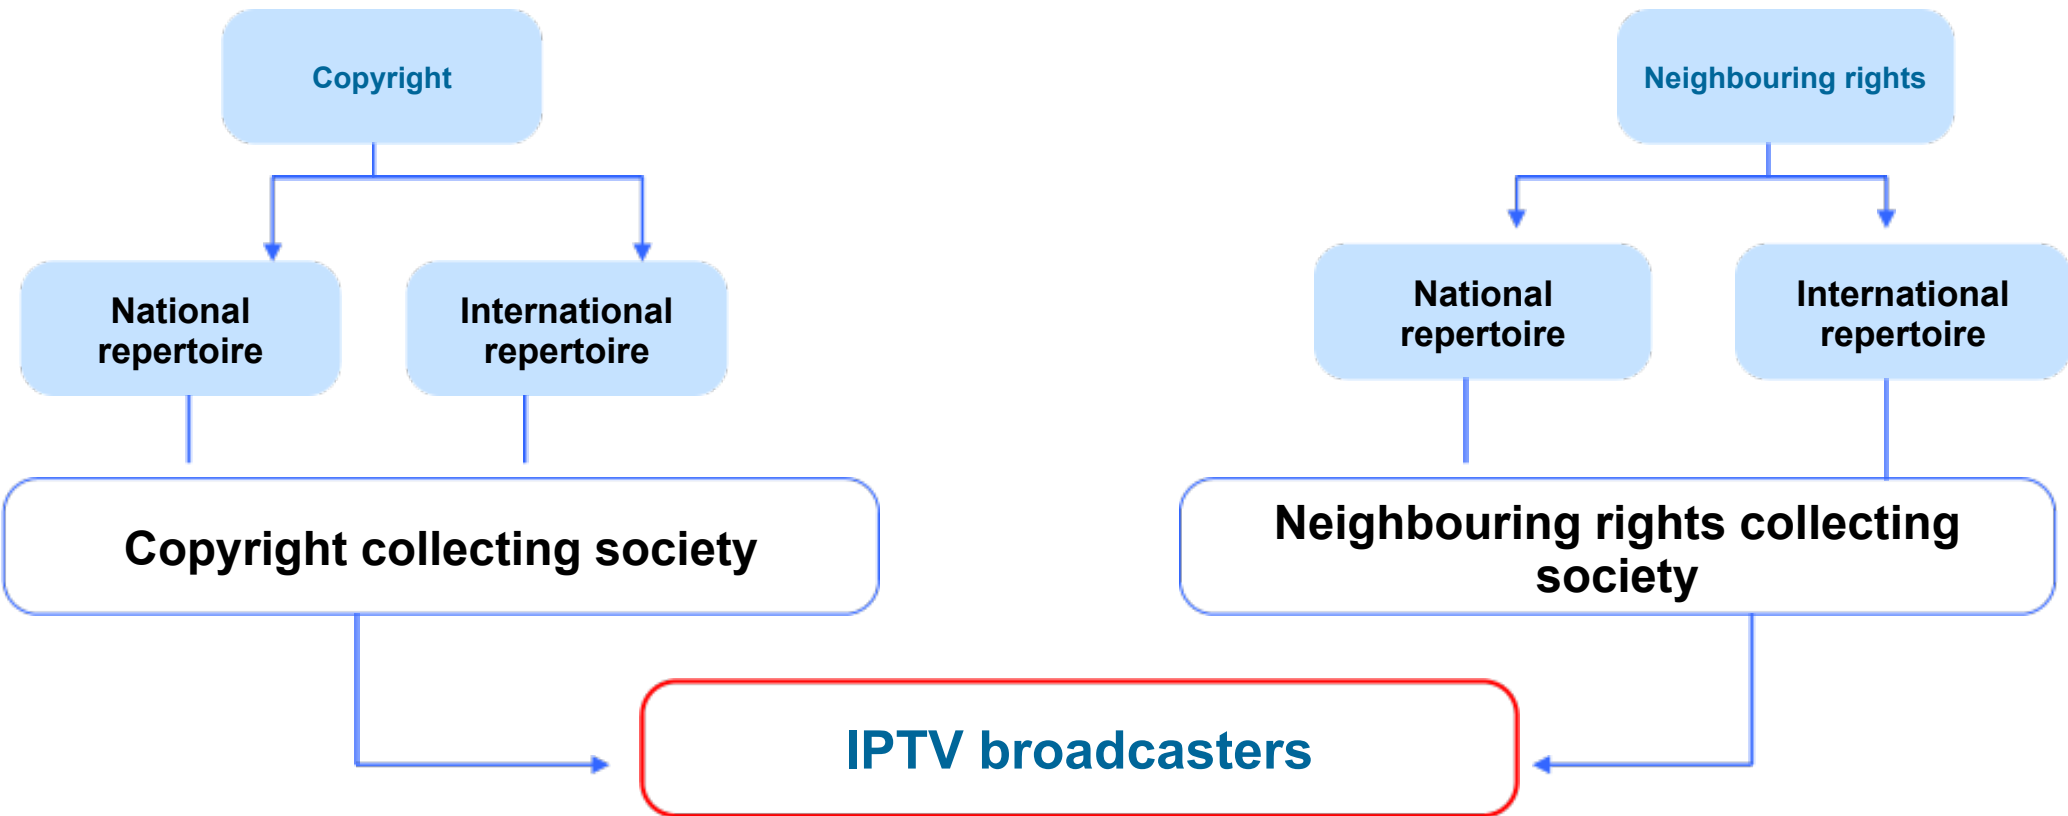 Copyright
Neighbouring rights
National
repertoire
International
repertoire
National
repertoire
International
repertoire
Copyright collecting society
Neighbouring rights collecting
society
IPTV broadcasters